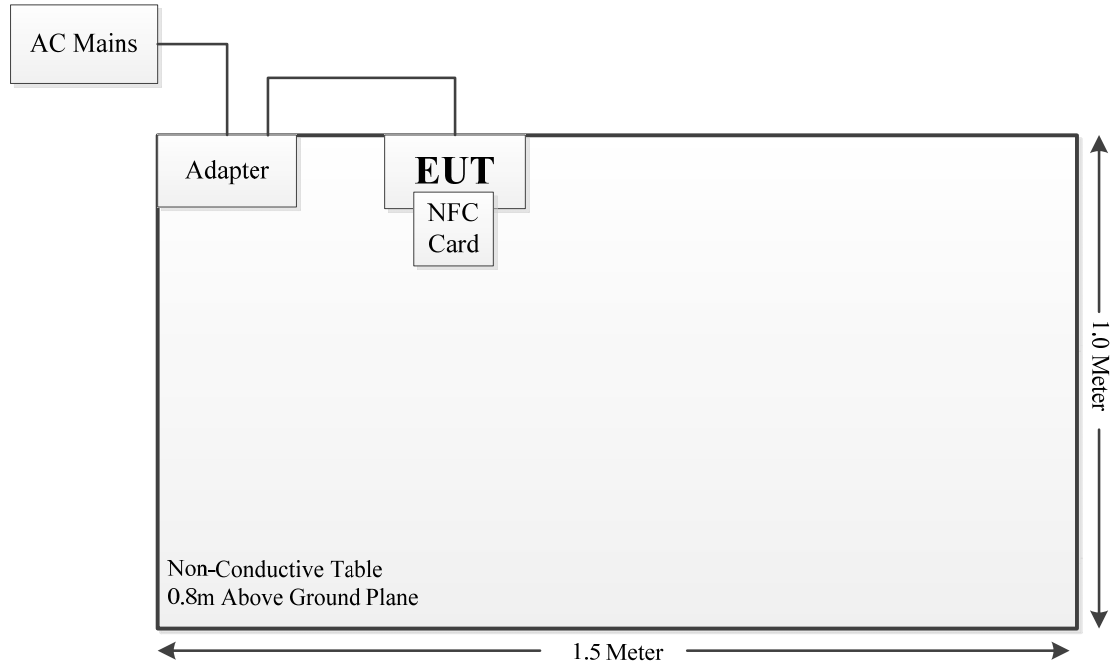 AC Mains
Adapter
EUT
NFC
Card
1.0 Meter
Non-Conductive Table
0.8m Above Ground Plane
1.5 Meter